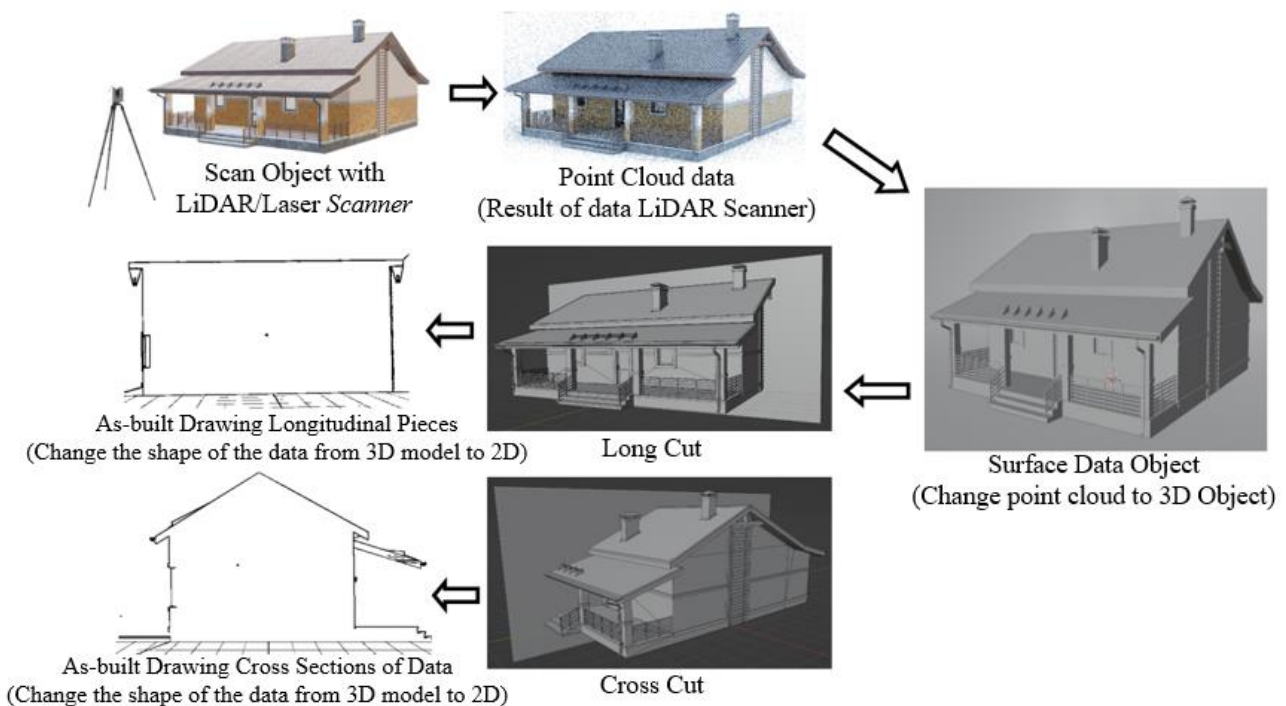 Scan Object with
LiDAR/Laser Scanner
Point Cloud data
(Result of data LiDAR Scanner)
Surface Data Object
(Change point cloud to 3D Object)
Long Cut
As-built Drawing Longitudinal Pieces
(Change the shape of the data from 3D model to 2D)
Cross Cut
As-built Drawing Cross Sections of Data
(Change the shape of the data from 3D model to 2D)